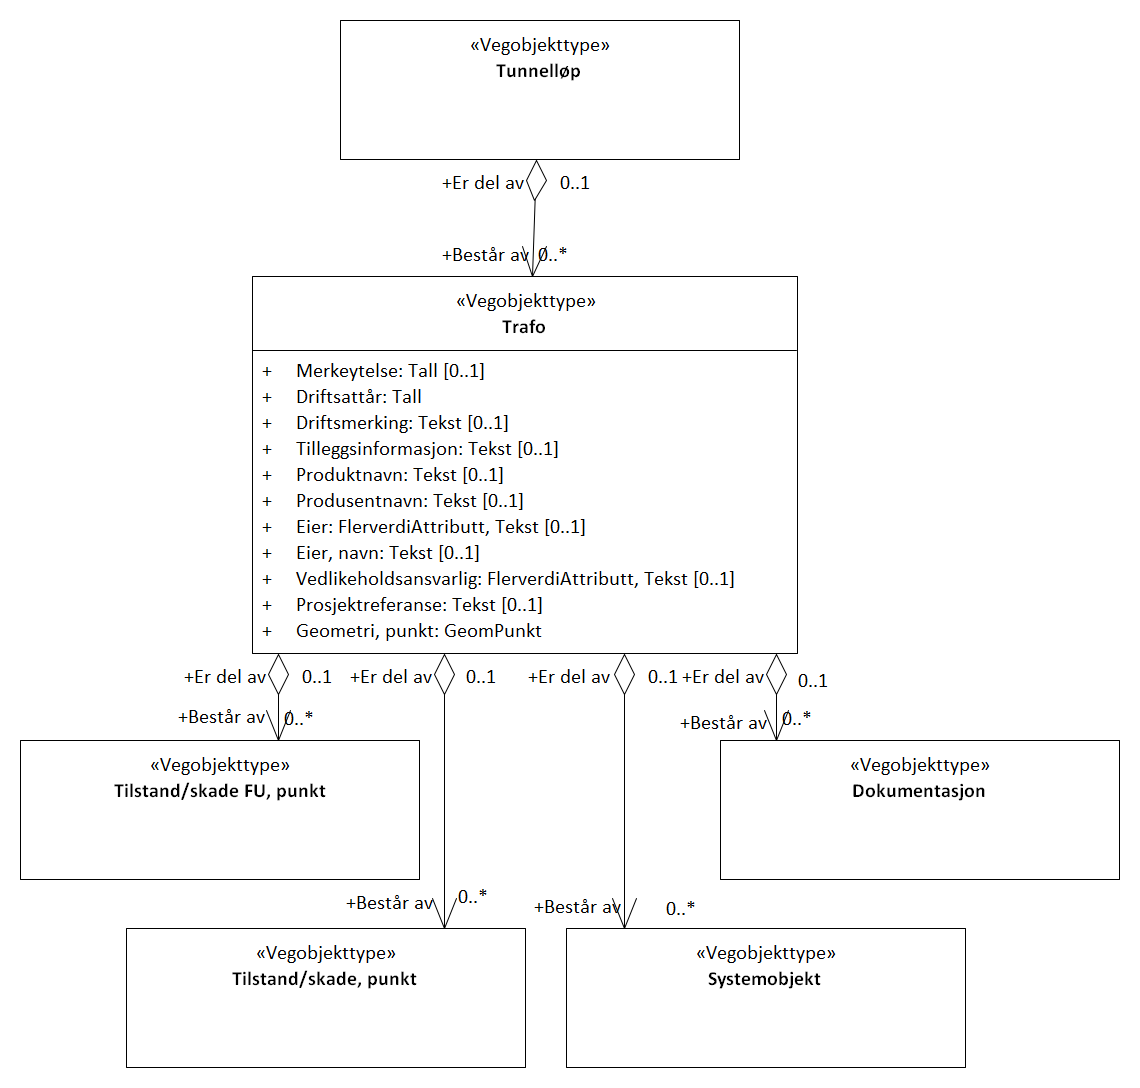 «Vegobjekttype»
Tunnelløp
+Er del av 0..1
+Består av 0..*
«Vegobjekttype»
Trafo
+ Merkeytelse: Tall [0..1]
+ Driftsattår: Tall
+ Driftsmerking: Tekst [0..1]
+ Tilleggsinformasjon: Tekst [0..1]
+ Produktnavn: Tekst [0..1]
+ Produsentnavn: Tekst [0..1]
+ Eier: FlerverdiAttributt, Tekst [0..1]
+ Eier, navn: Tekst [0..1]
+ Vedlikeholdsansvarlig: FlerverdiAttributt, Tekst [0..1]
+ Prosjektreferanse: Tekst [0..1]
+ Geometri, punkt: GeomPunkt
+Er del av 0..1 +Er del av 0..1 +Er del av 0..1 +Er del av 0..1
+Består av 0..* +Består av 0..*
«Vegobjekttype»
Tilstand/skade FU, punkt
«Vegobjekttype»
Dokumentasjon
+Består av 0..* +Består av 0..*
«Vegobjekttype»
Tilstand/skade, punkt
«Vegobjekttype»
Systemobjekt